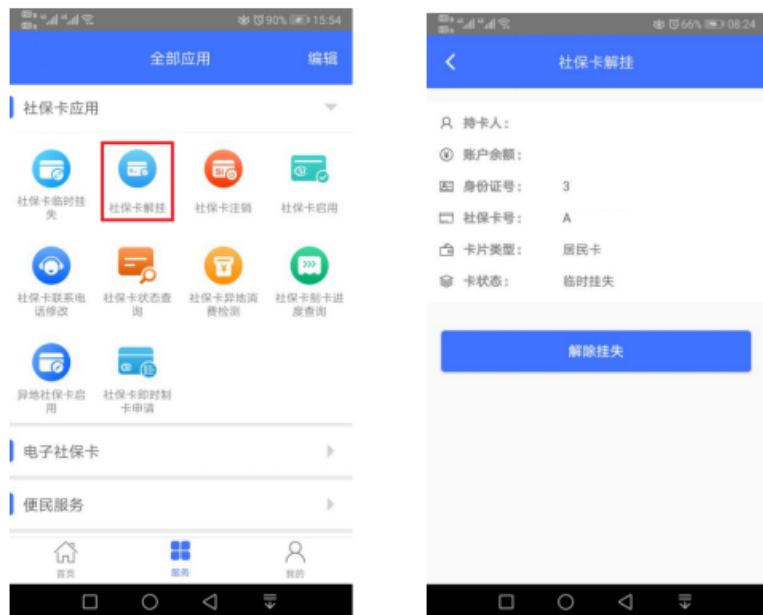 90% 15:54
全部应用
编辑
社保卡应用
社保卡临时挂
失
社保卡解挂
社保卡注销
社保卡启用
社保卡联系电
话修改
社保卡状态查
询
社保卡异地消
费检测
社保卡制卡进
度查询
异地社保卡启
用
社保卡即时制
卡申请
电子社保卡
便民服务
首页
服务
我的
66% 08:24
社保卡解挂
持卡人：
账户余额：
身份证号： 3
社保卡号： A
卡片类型： 居民卡
卡状态： 临时挂失
解除挂失